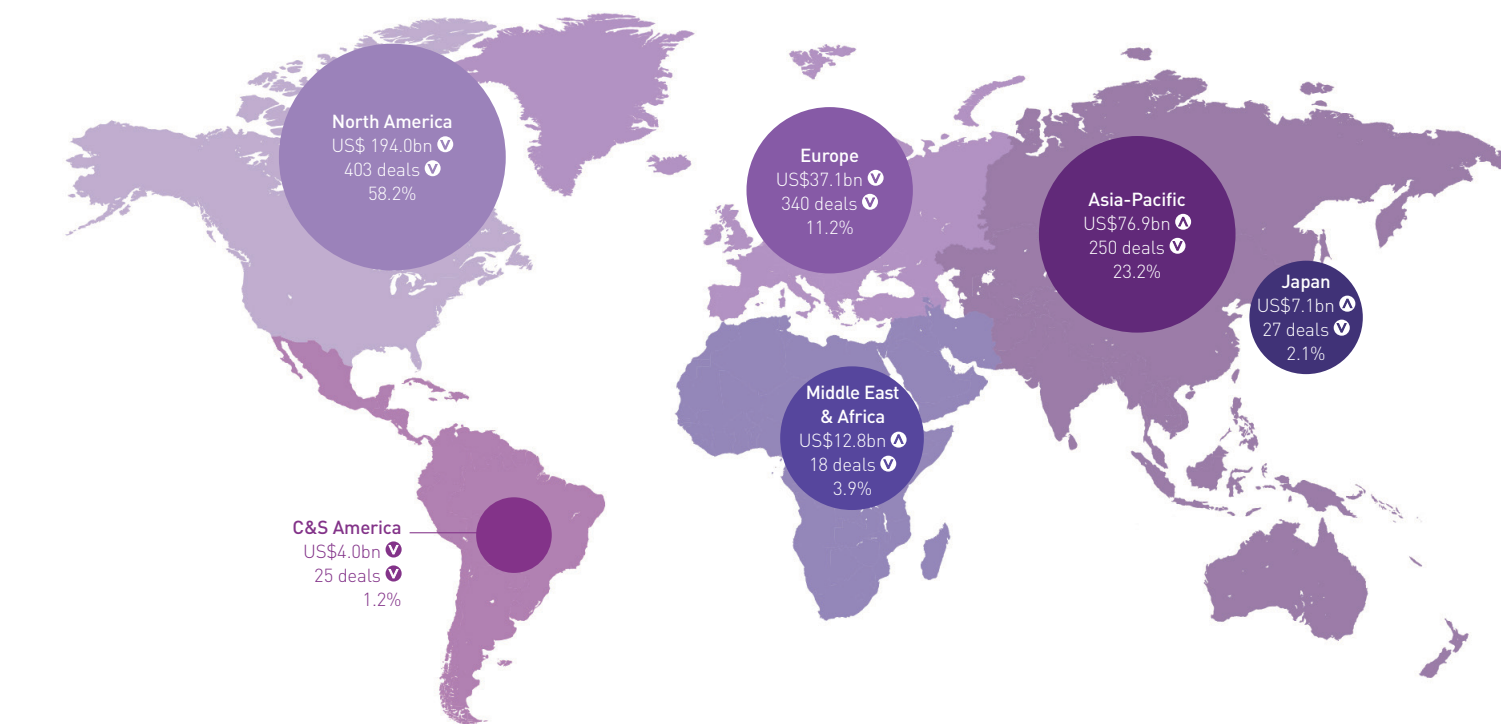 North America
US$ 194.0bn
403 deals
58.2%
Europe
US$37.1bn
340 deals
11.2%
Asia-Pacific
US$76.9bn
250 deals
23.2%
Japan
US$7.1bn
27 deals
2.1%
Middle East
& Africa
US$12.8bn
18 deals
3.9%
C&S America
US$4.0bn
25 deals
1.2%